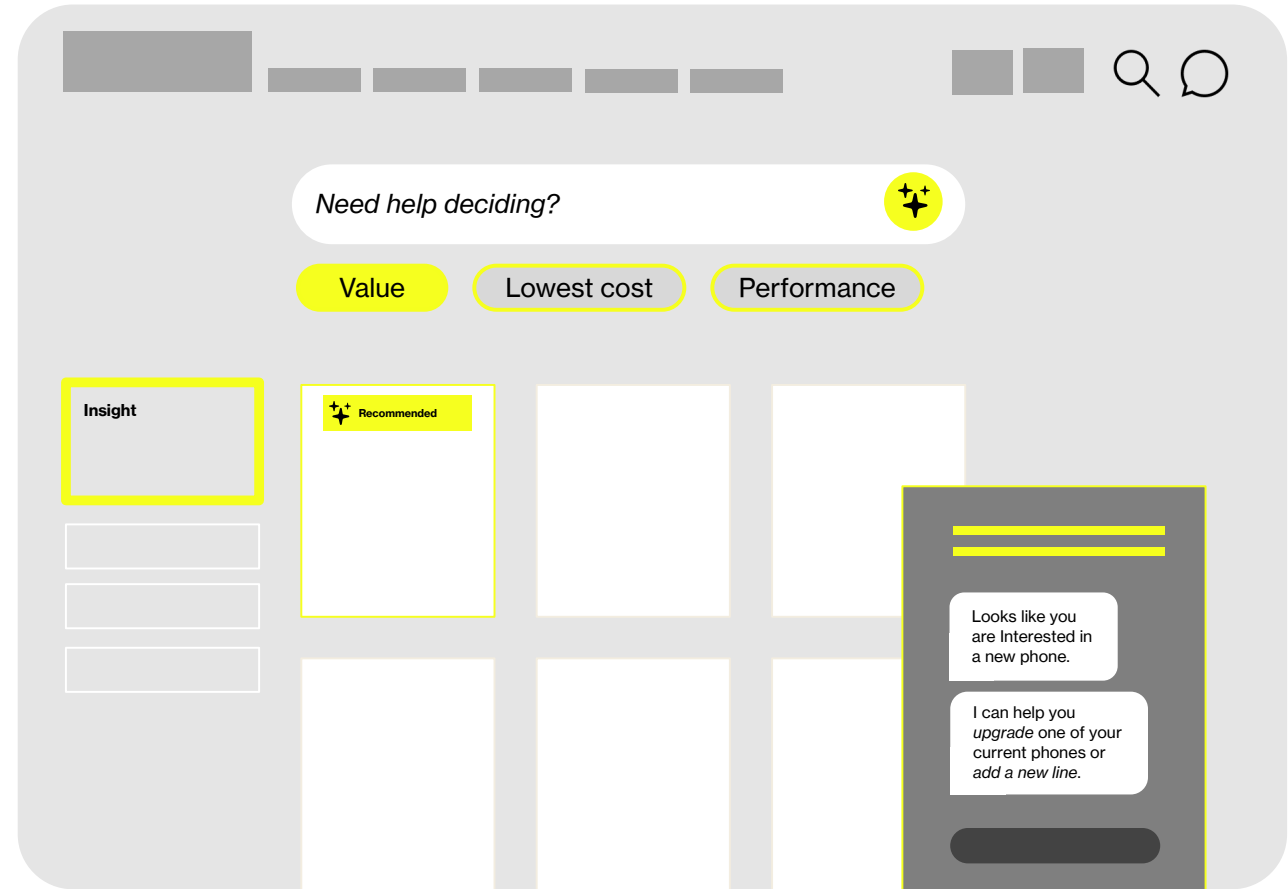 Need help deciding?
Value
Lowest cost
Performance
Insight
Recommended
Looks like you
are Interested in
a new phone.
I can help you
upgrade one of your
current phones or
add a new line.